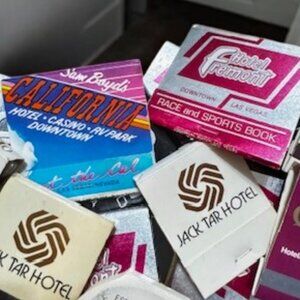 Sam Boyd's
CALIFORNIA
HOTEL · CASINO · RV PARK
DOWNTOWN
Hotel
Fremont
DOWNTOWN LAS VEGAS
RACE and SPORTS BOOK
JACK TAR HOTEL
JACK TAR HOTEL
Hotel